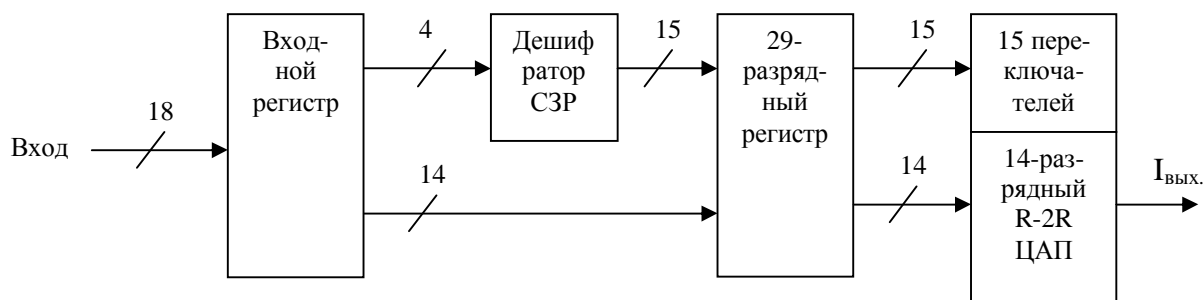 Вход
18
Вход-
ной
регистр
4
14
Дешиф
ратор
СЗР
15
29-
разряд-
ный
регистр
15
14
15 пере-
ключа-
телей
14-раз-
рядный
R-2R
ЦАП
Iвых.